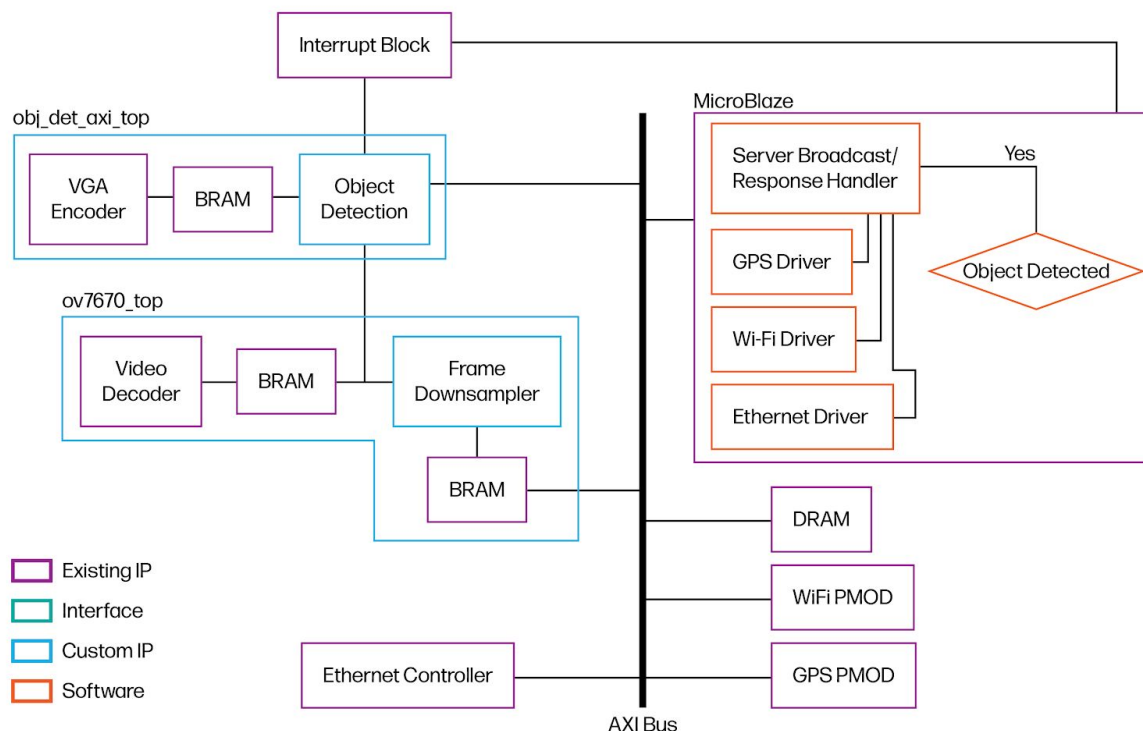 Interrupt Block
obj_det_axi_top
VGA
Encoder
BRAM
Object
Detection
MicroBlaze
Server Broadcast/
Response Handler
Yes
GPS Driver
Object Detected
Wi-Fi Driver
Ethernet Driver
ov7670_top
Video
Decoder
BRAM
Frame
Downsampler
BRAM
DRAM
WiFi PMOD
GPS PMOD
Ethernet Controller
AXI Bus
Existing IP
Interface
Custom IP
Software